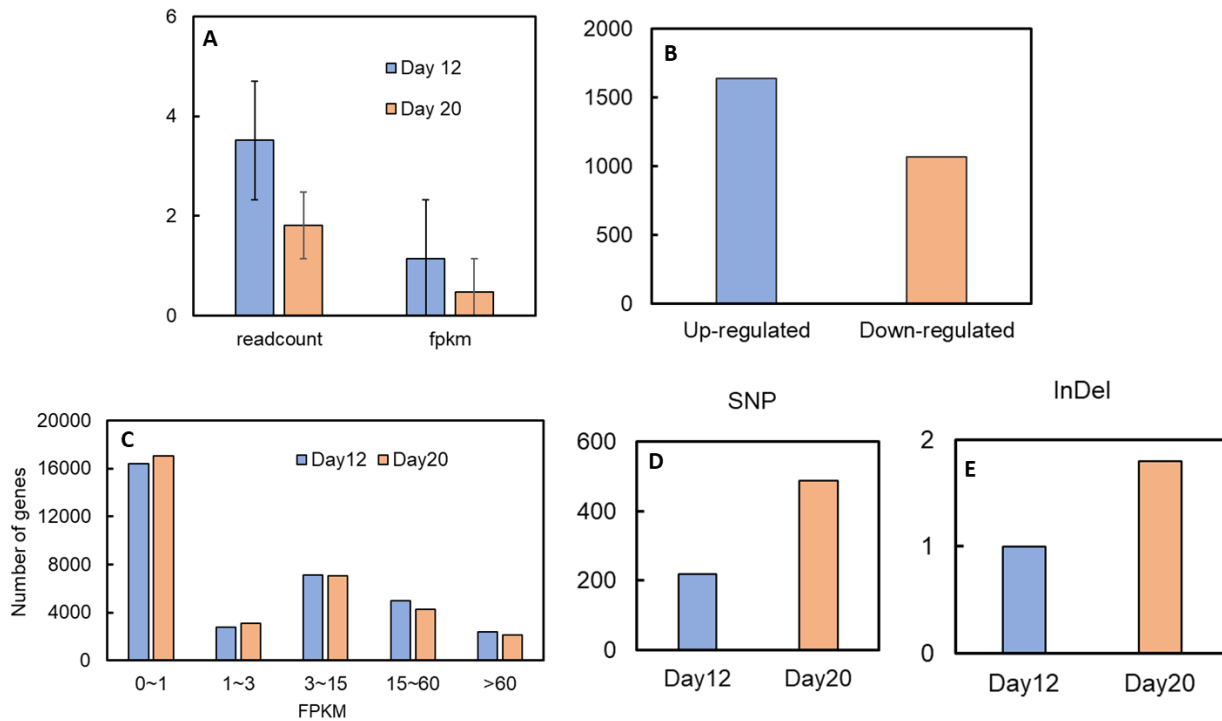 A
6
4
2
0
Day 12
Day 20
readcount
fpkm
B
2000
1500
1000
500
0
Up-regulated
Down-regulated
C
Number of genes
20000
16000
12000
8000
4000
0
Day12
Day20
0~1
1~3
3~15
15~60
>60
FPKM
SNP
D
600
400
200
0
Day12
Day20
InDel
E
2
1
0
Day12
Day20